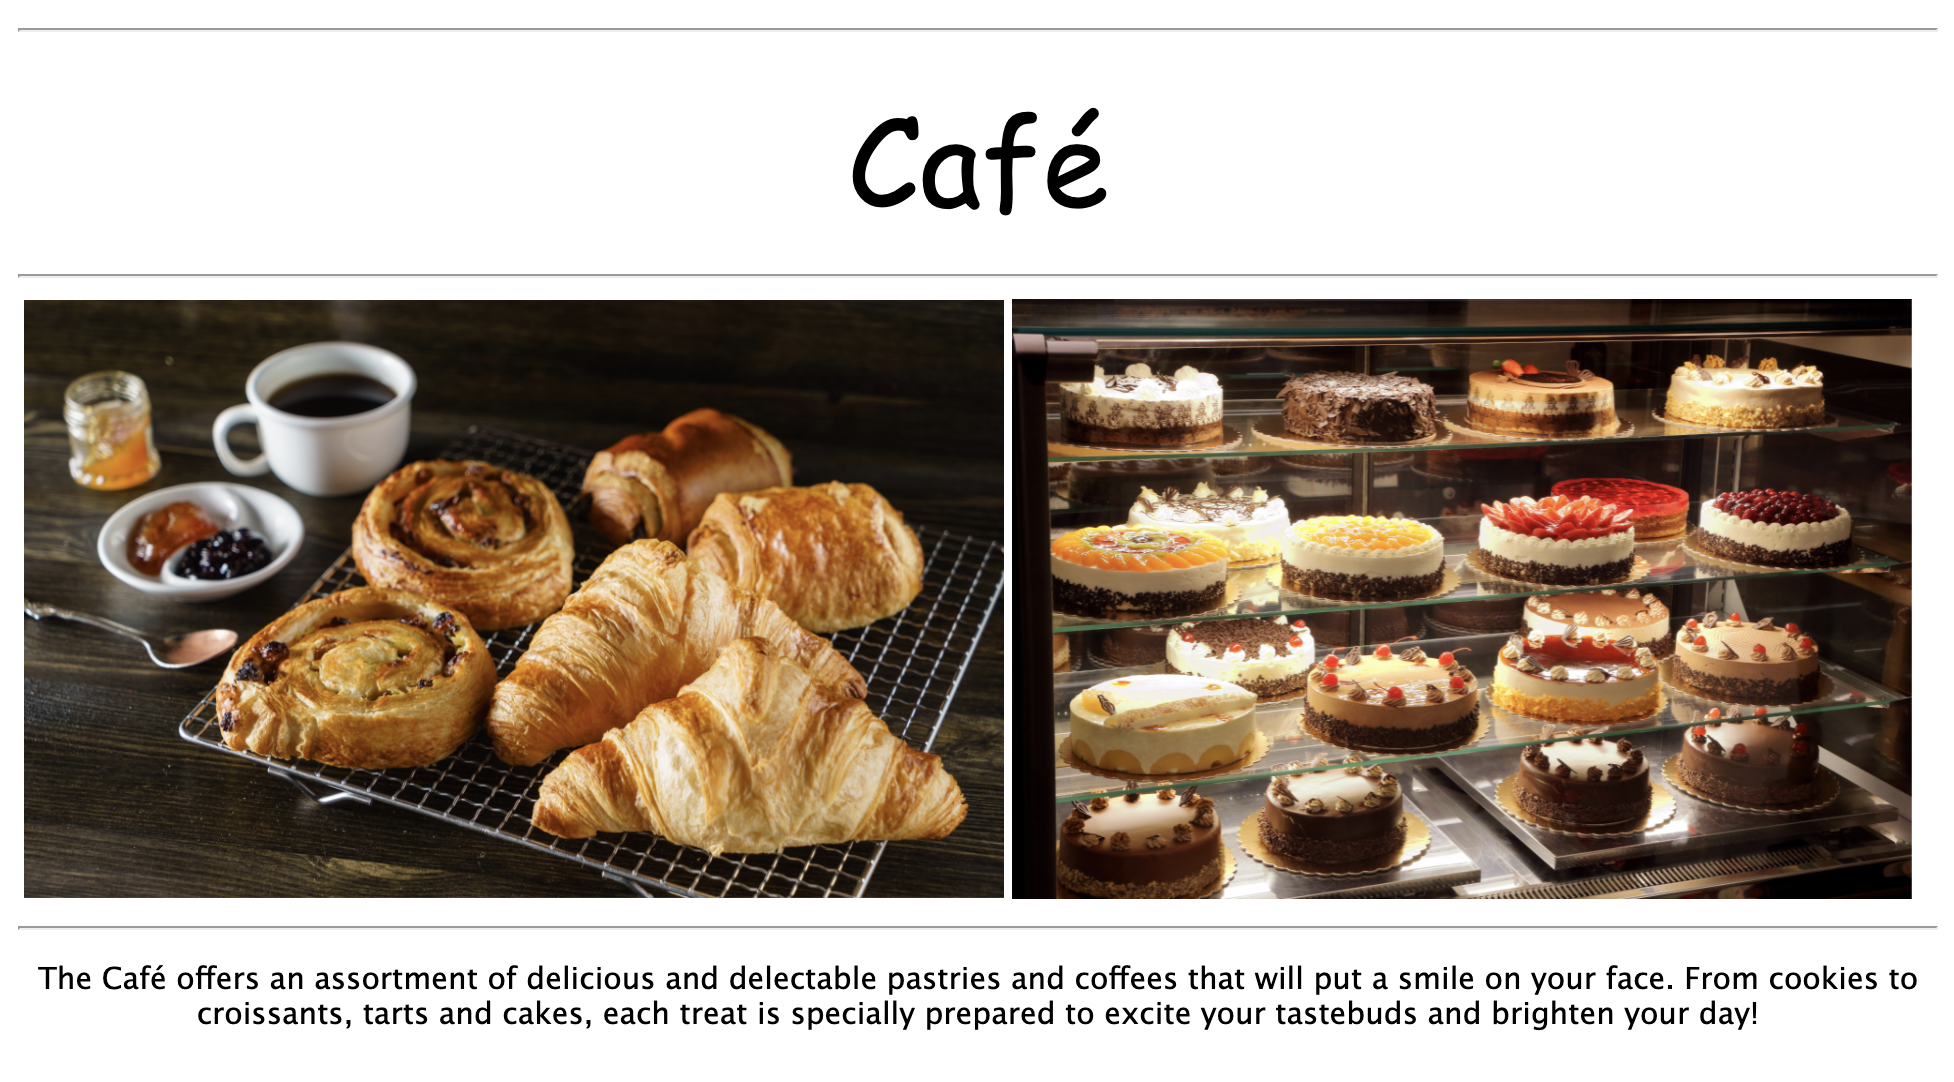 Café
The Café offers an assortment of delicious and delectable pastries and coffees that will put a smile on your face. From cookies to
croissants, tarts and cakes, each treat is specially prepared to excite your tastebuds and brighten your day!